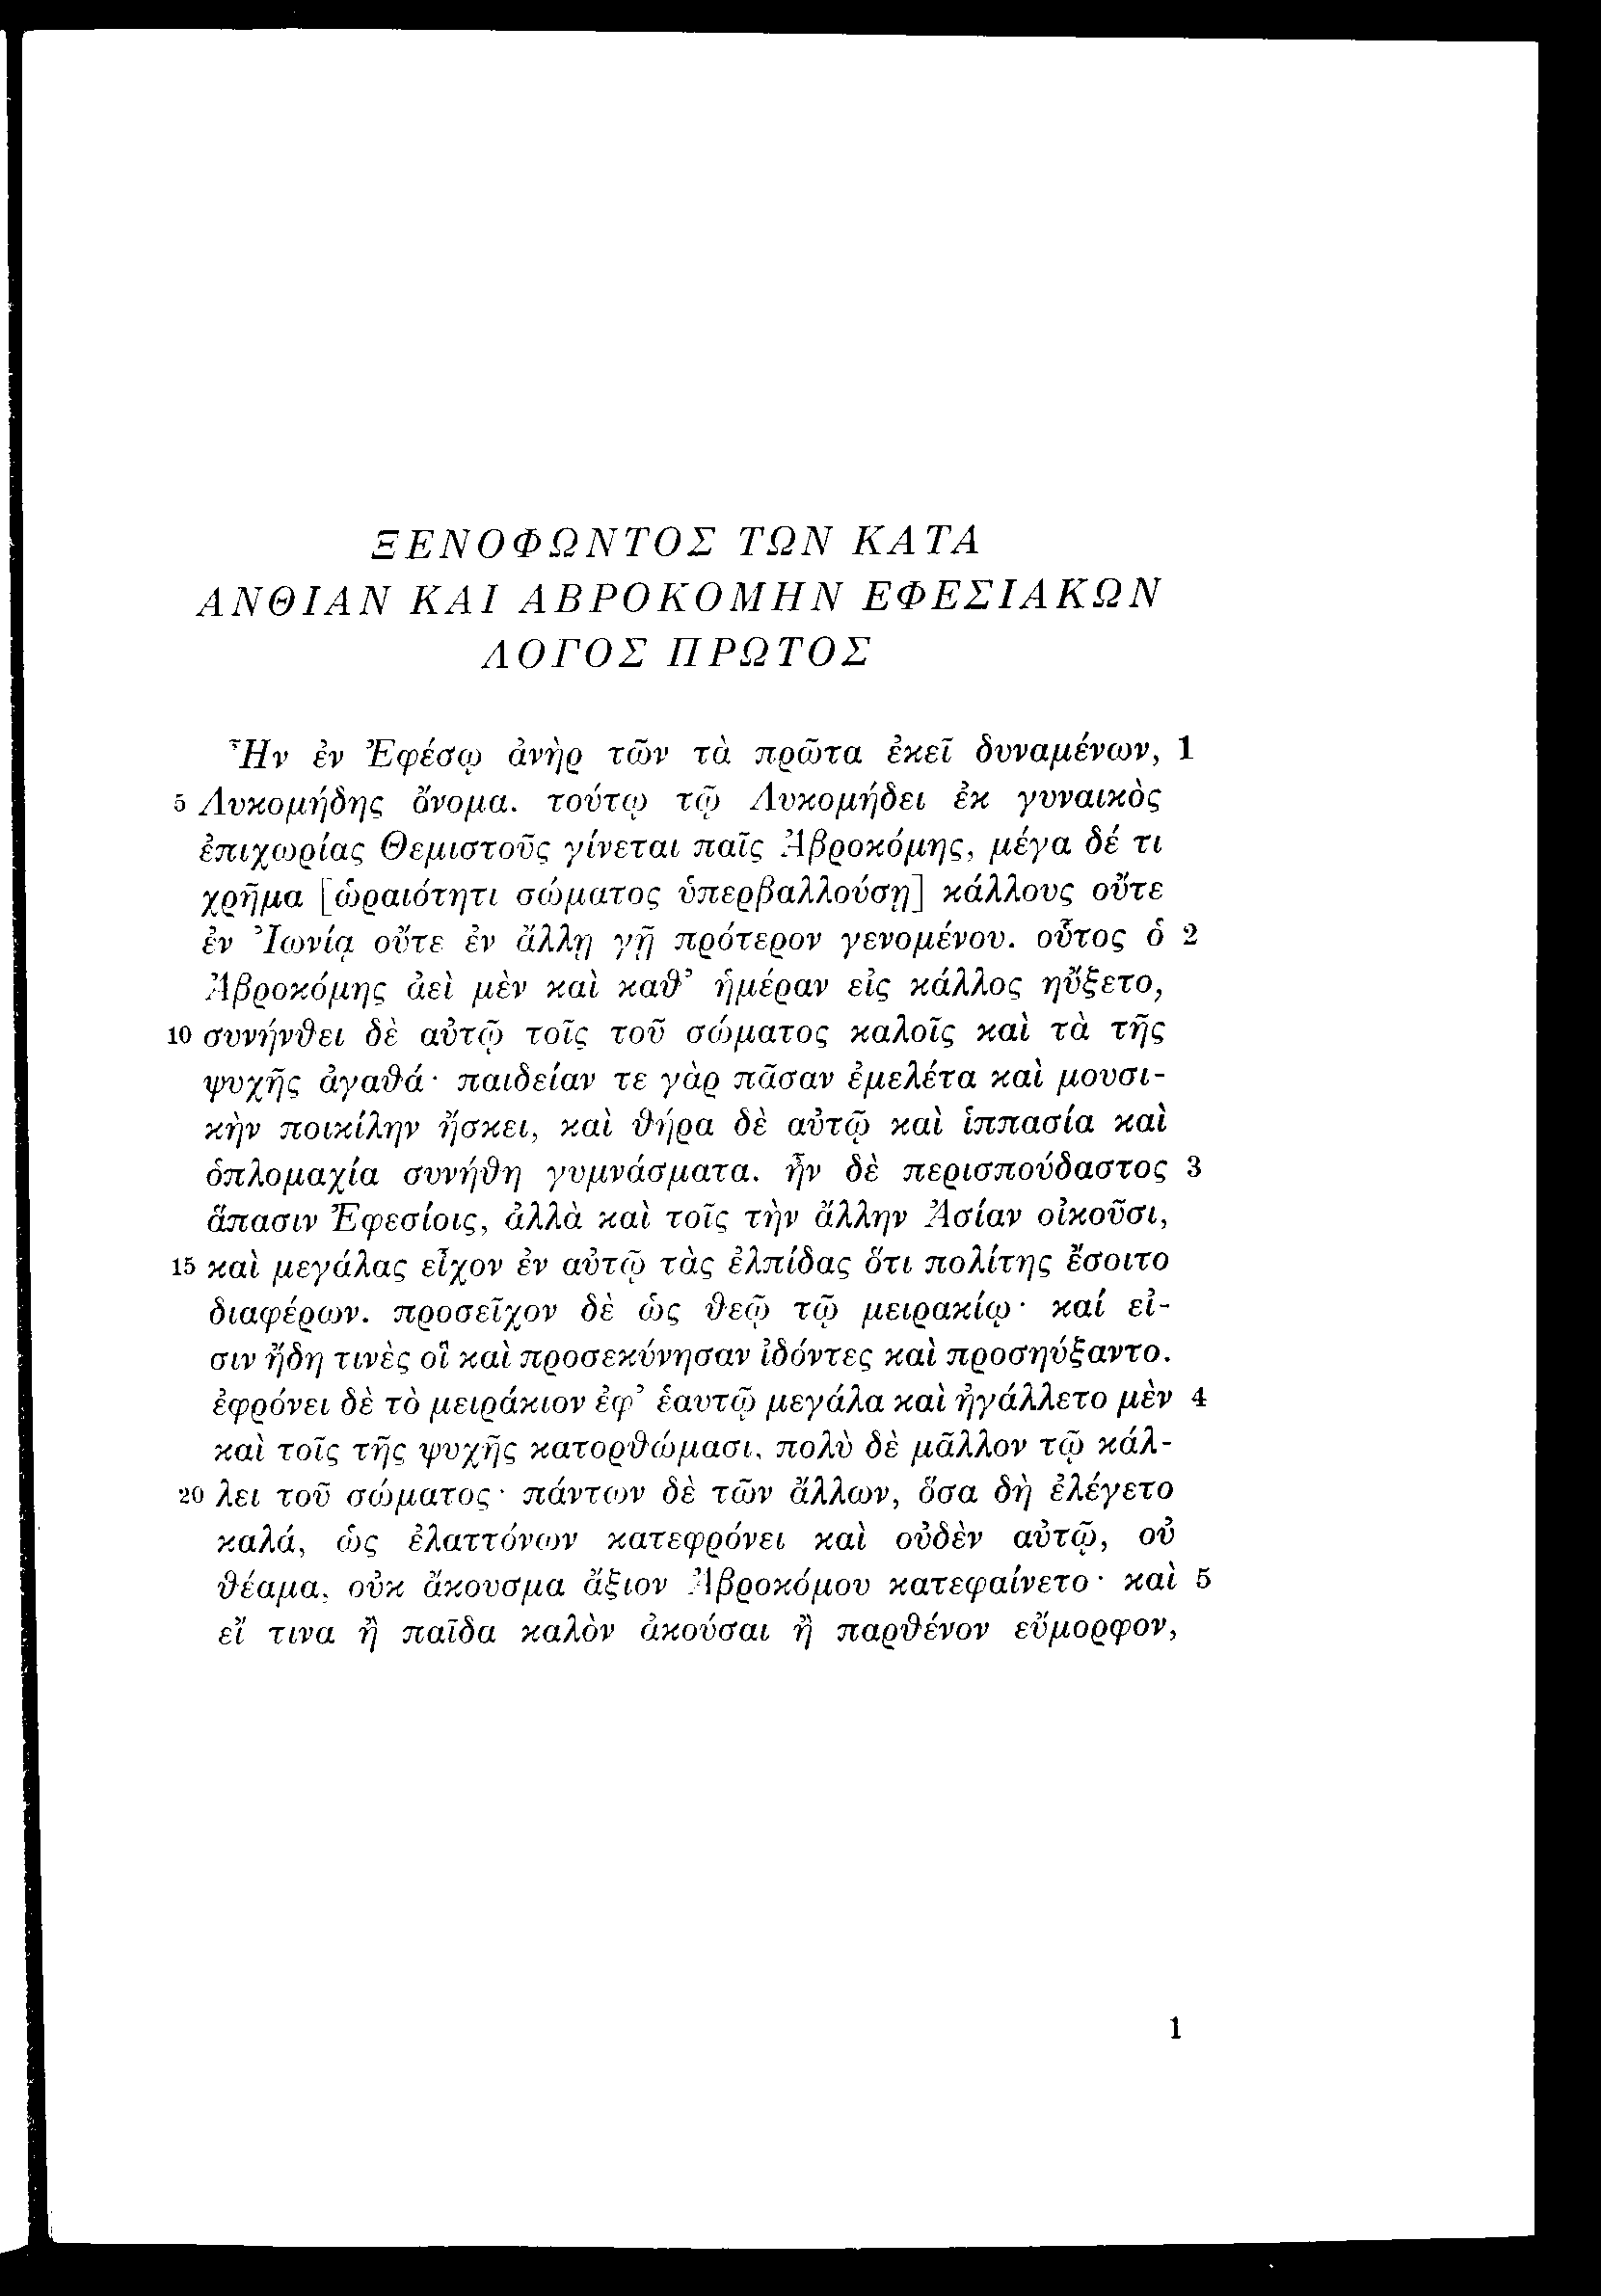 ΞΕΝΟΦΩΝΤΟΣ ΤΩΝ ΚΑΤΑ
ΑΝΘΙΑΝ ΚΑΙ ΑΒΡΟΚΟΜΗΝ ΕΦΕΣΙΑΚΩΝ
ΛΟΓΟΣ ΠΡΩΤΟΣ
Ἦν ἐν Ἐφέσῳ ἀνὴρ τῶν τὰ πρῶτα ἐκεῖ δυναμένων, 1
5 Λυκομήδης ὄνομα. τούτῳ τῷ Λυκομήδει ἐκ γυναικὸς
ἐπιχωρίας Θεμιστοῦς γίνεται παῖς Ἁβροκόμης, μέγα δέ τι
χρῆμα [ὡραιότητι σώματος ὑπερβαλλούσῃ] κάλλους οὔτε
ἐν Ἰωνίᾳ οὔτε ἐν ἄλλῃ γῇ πρότερον γενομένου. οὗτος ὁ 2
Ἁβροκόμης ἀεὶ μὲν καὶ καθ’ ἡμέραν εἰς κάλλος ηὔξετο,
10 συνήνθει δὲ αὐτῷ τοῖς τοῦ σώματος καλοῖς καὶ τὰ τῆς
ψυχῆς ἀγαθά· παιδείαν τε γὰρ πᾶσαν ἐμελέτα καὶ μουσι-
κὴν ποικίλην ἤσκει, καὶ θήρα δὲ αὐτῷ καὶ ἱππασία καὶ
ὁπλομαχία συνήθη γυμνάσματα. ἦν δὲ περισπούδαστος 3
ἅπασιν Ἐφεσίοις, ἀλλὰ καὶ τοῖς τὴν ἄλλην Ἀσίαν οἰκοῦσι,
15 καὶ μεγάλας εἶχον ἐν αὐτῷ τὰς ἐλπίδας ὅτι πολίτης ἔσοιτο
διαφέρων. προσεῖχον δὲ ὡς θεῷ τῷ μειρακίῳ· καί εἰ-
σιν ἤδη τινὲς οἳ καὶ προσεκύνησαν ἰδόντες καὶ προσηύξαντο.
ἐφρόνει δὲ τὸ μειράκιον ἐφ’ ἑαυτῷ μεγάλα καὶ ἠγάλλετο μὲν 4
καὶ τοῖς τῆς ψυχῆς κατορθώμασι, πολὺ δὲ μᾶλλον τῷ κάλ-
20 λει τοῦ σώματος· πάντων δὲ τῶν ἄλλων, ὅσα δὴ ἐλέγετο
καλά, ὡς ἐλαττόνων κατεφρόνει καὶ οὐδὲν αὐτῷ, οὐ
θέαμα, οὐκ ἄκουσμα ἄξιον Ἁβροκόμου κατεφαίνετο· καὶ 5
εἴ τινα ἢ παῖδα καλὸν ἀκούσαι ἢ παρθένον εὔμορφον,
1